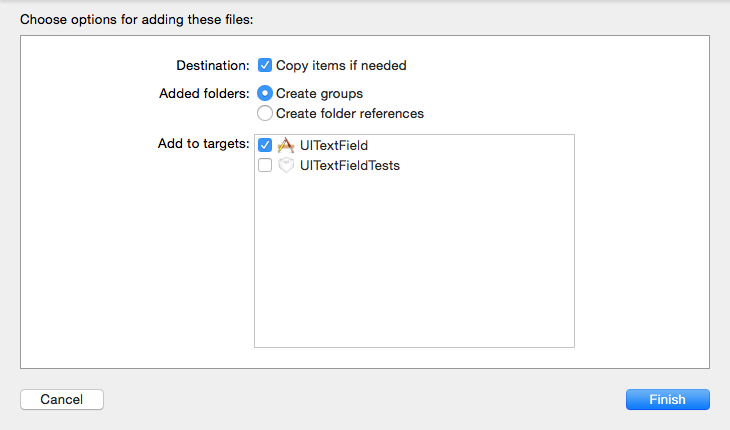 Choose options for adding these files:
Destination: Copy items if needed
Added folders: Create groups
Create folder references
Add to targets: UITextField
UITextFieldTests
Cancel Finish